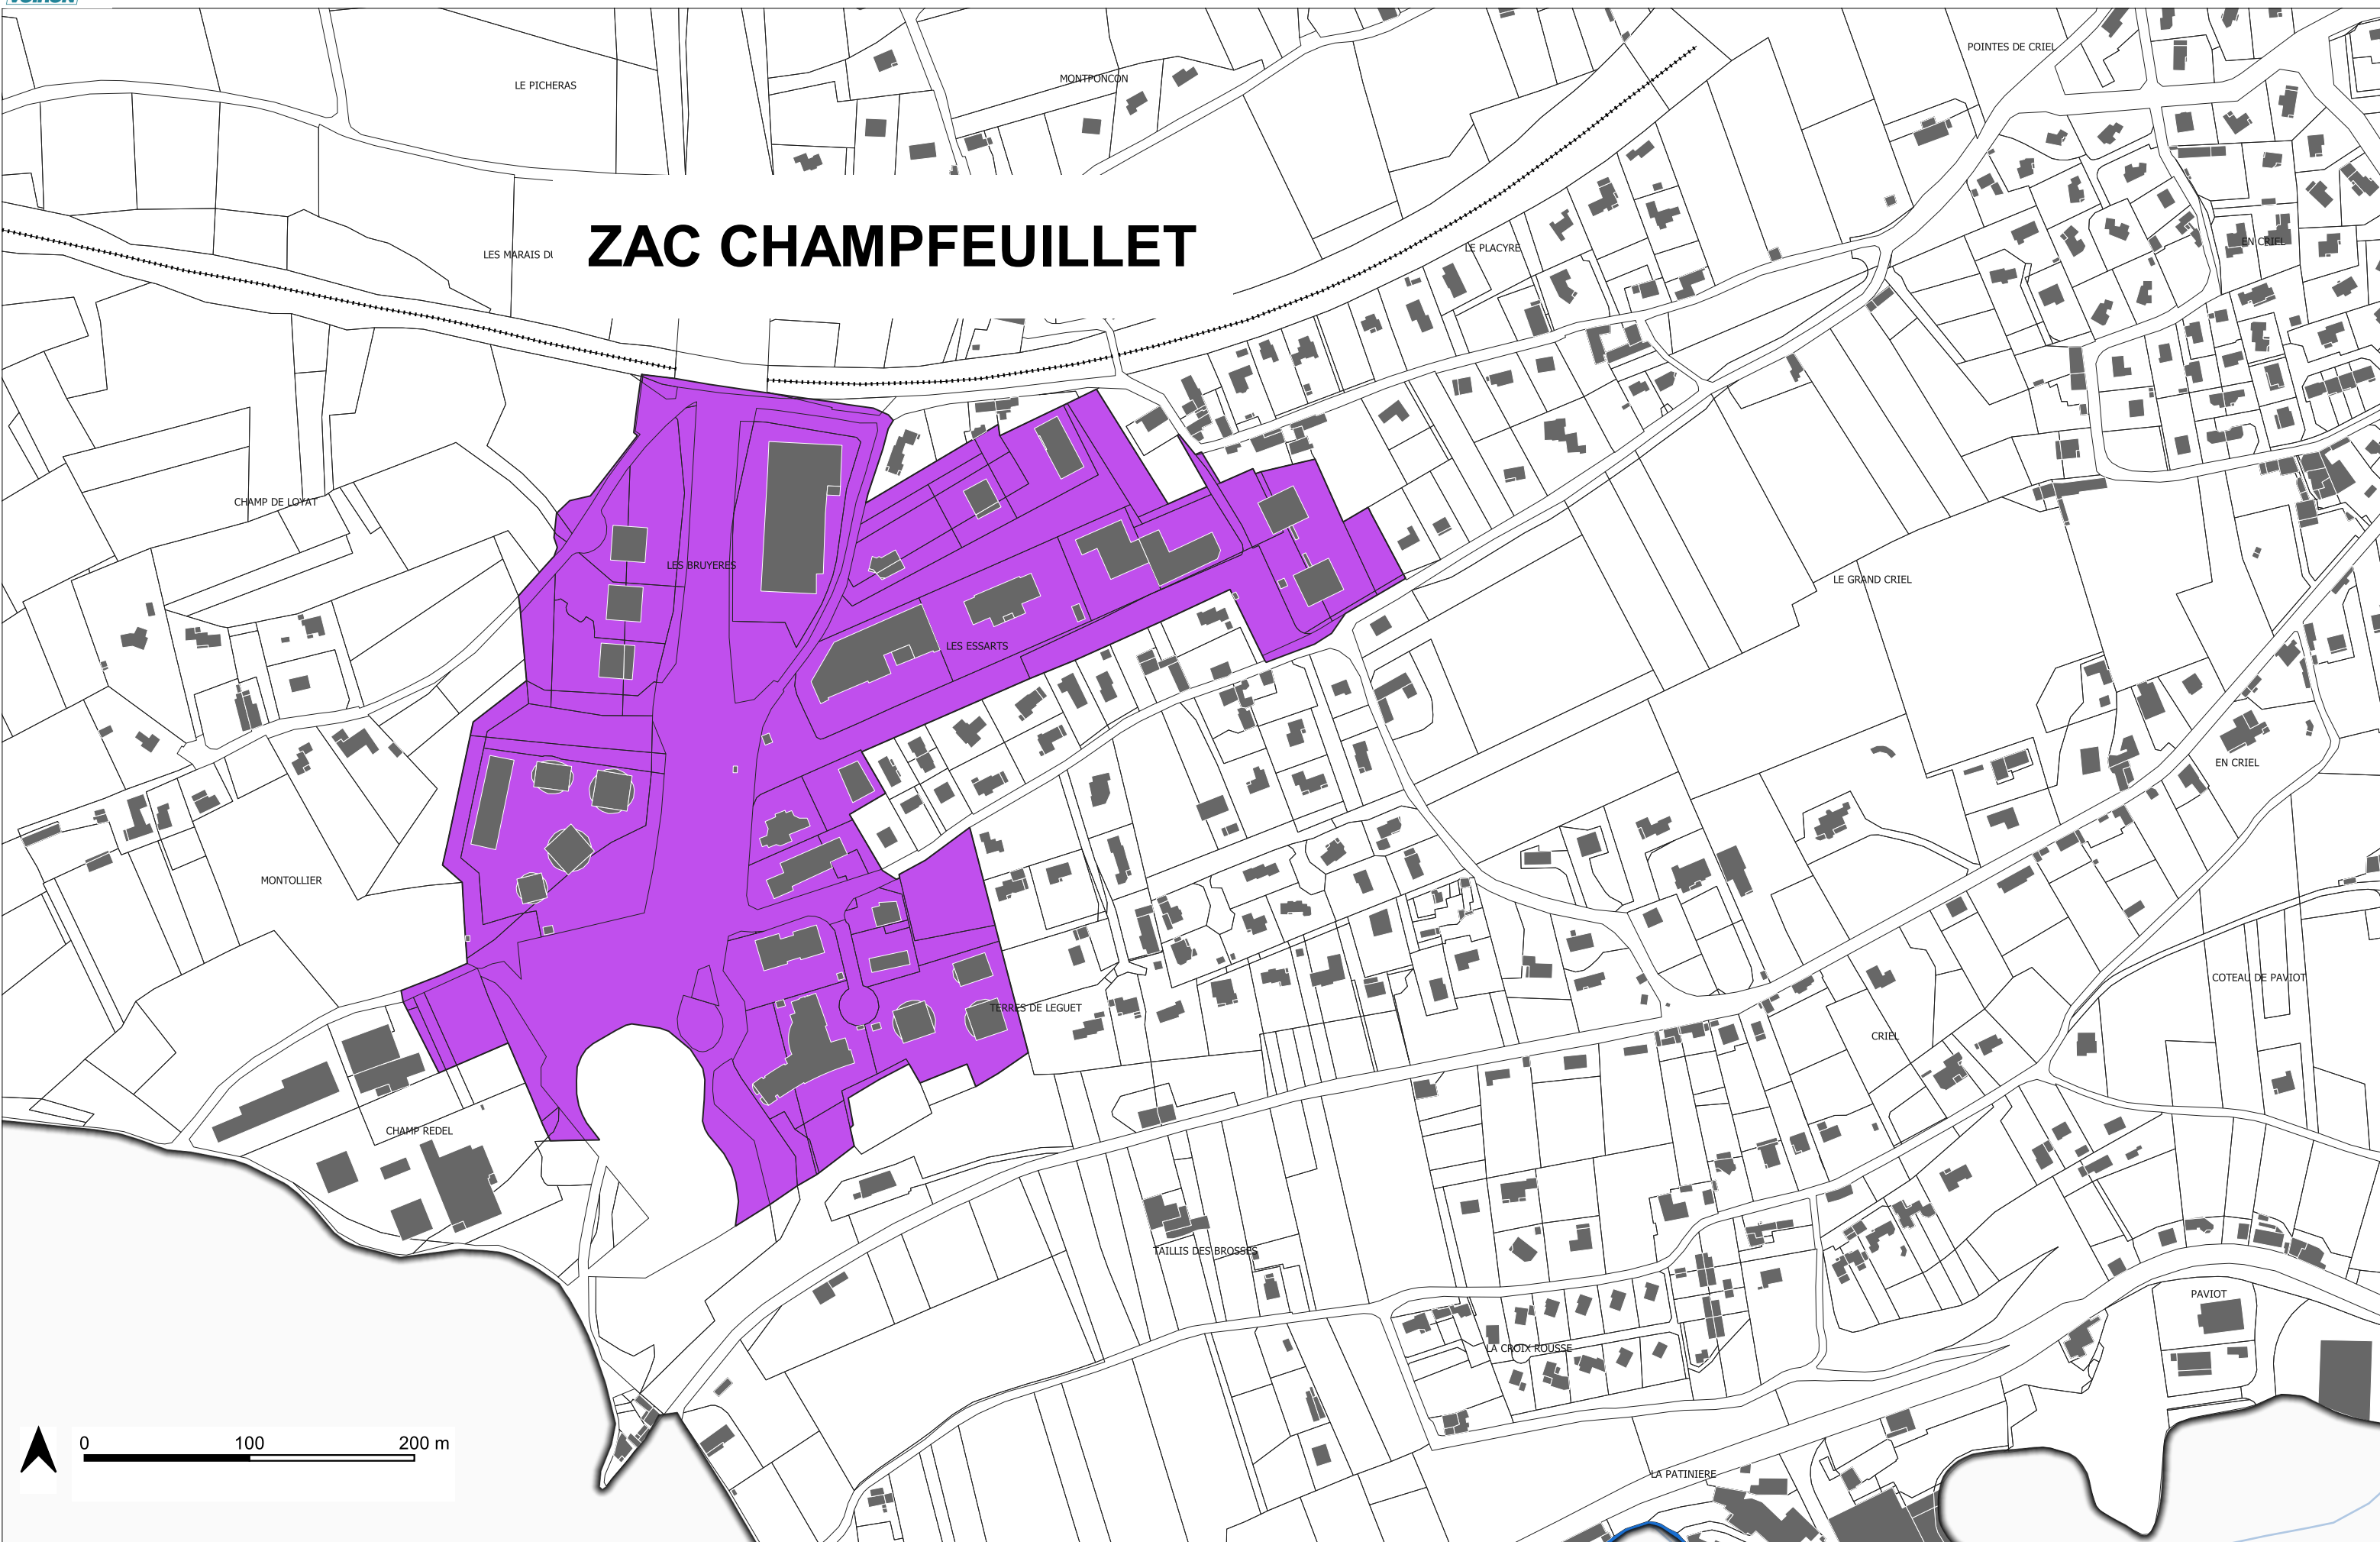 POINTES DE CRIEL
MONTPONCON
LE PICHERAS
EN CRIEL
LE PLACYRE
LES MARAIS DU
ZAC CHAMPFEUILLET
CHAMP DE LOYAT
LES BRUYERES
LE GRAND CRIEL
LES ESSARTS
EN CRIEL
MONTOLLIER
COTEAU DE PAVIOT
TERRES DE LEGUET
CRIEL
CHAMP REDEL
TAILLIS DES BROSSES
PAVIOT
LA CROIX ROUSSE
0 100 200 m
LA PATINIERE